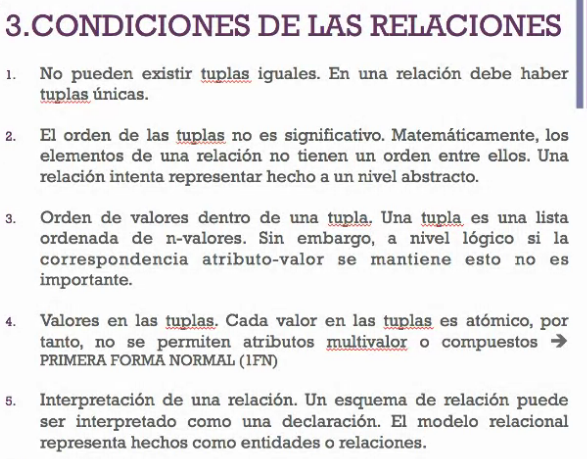 3.CONDICIONES DE LAS RELACIONES
1. No pueden existir tuplas iguales. En una relación debe haber
tuplas únicas.
2. El orden de las tuplas no es significativo. Matemáticamente, los
elementos de una relación no tienen un orden entre ellos. Una
relación intenta representar hecho a un nivel abstracto.
3. Orden de valores dentro de una tupla. Una tupla es una lista
ordenada de n-valores. Sin embargo, a nivel lógico si la
correspondencia atributo-valor se mantiene esto no es
importante.
4. Valores en las tuplas. Cada valor en las tuplas es atómico, por
tanto, no se permiten atributos multivalor o compuestos ➔
PRIMERA FORMA NORMAL (1FN)
5. Interpretación de una relación. Un esquema de relación puede
ser interpretado como una declaración. El modelo relacional
representa hechos como entidades o relaciones.